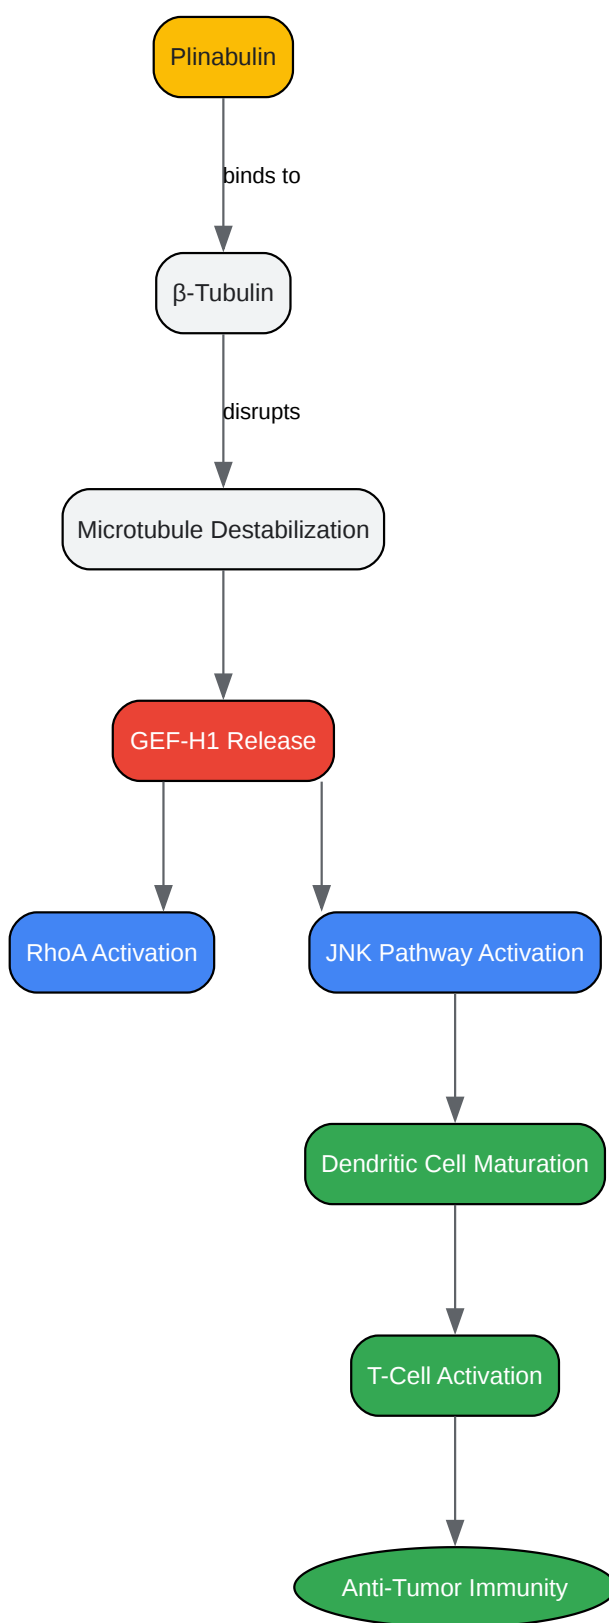 Plinabulin
binds to
β-Tubulin
disrupts
Microtubule Destabilization
GEF-H1 Release
RhoA Activation
JNK Pathway Activation
Dendritic Cell Maturation
T-Cell Activation
Anti-Tumor Immunity